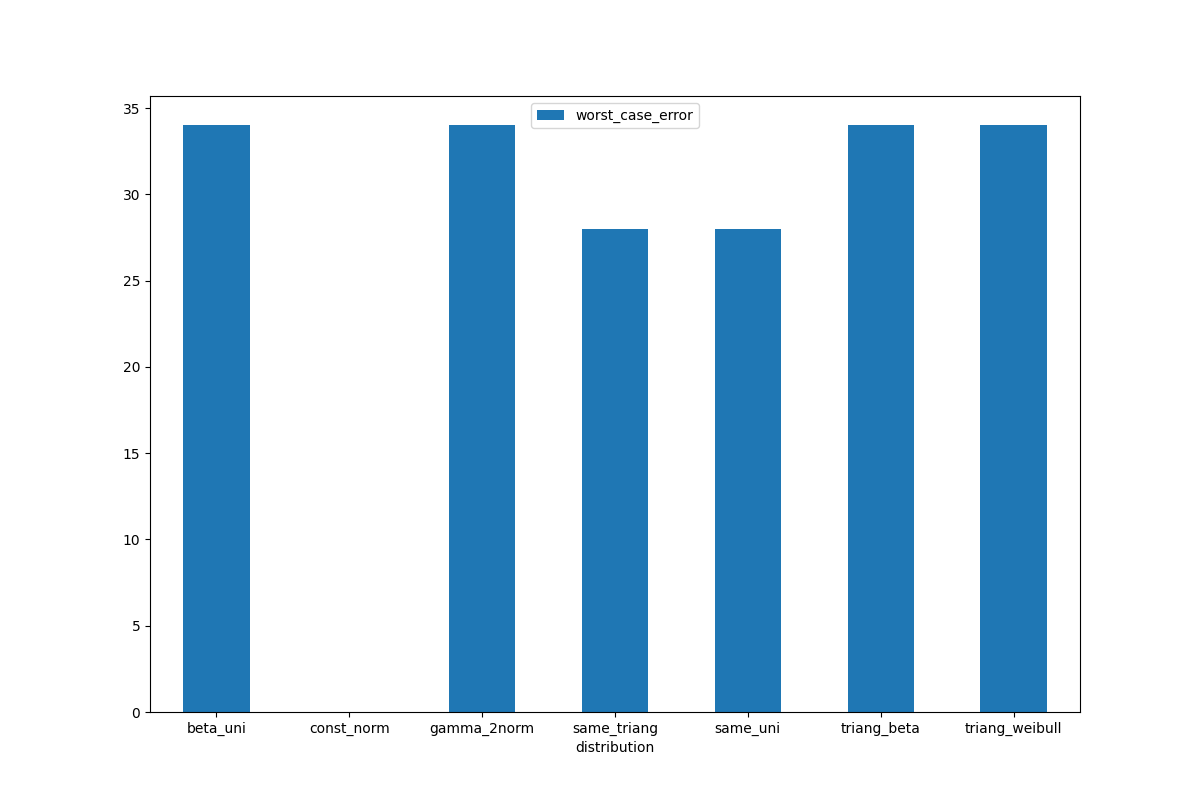 worst_case_error
35
30
25
20
15
10
5
0
beta_uni const_norm gamma_2norm same_triang same_uni triang_beta triang_weibull
distribution